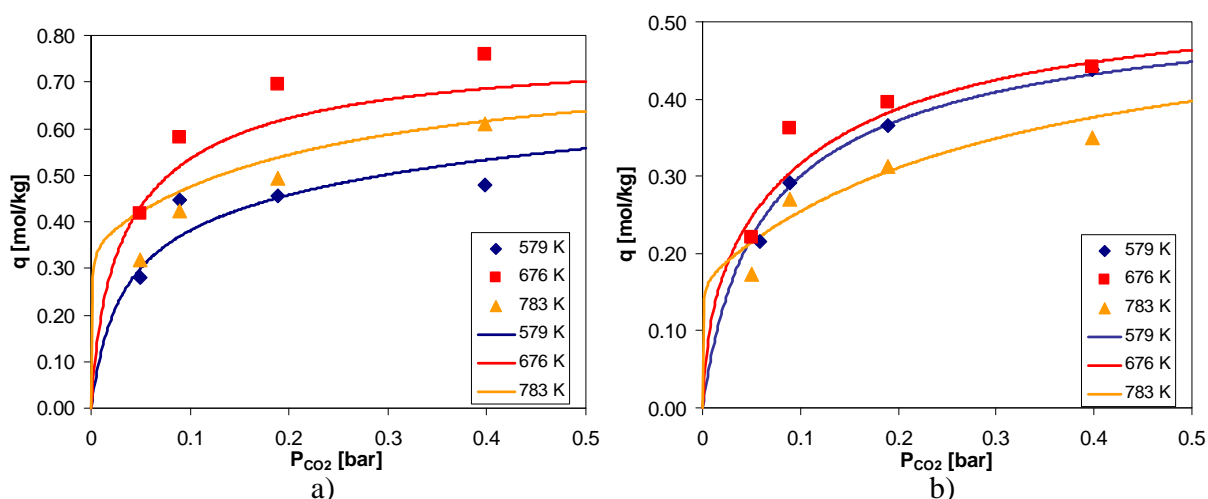 0.80
0.70
0.60
0.50
0.40
0.30
0.20
0.10
0.00
q [mol/kg]
0 0.1 0.2 0.3 0.4 0.5
P_CO2 [bar]
579 K
676 K
783 K
579 K
676 K
783 K
a)
0.50
0.40
0.30
0.20
0.10
0.00
q [mol/kg]
0 0.1 0.2 0.3 0.4 0.5
P_CO2 [bar]
579 K
676 K
783 K
579 K
676 K
783 K
b)